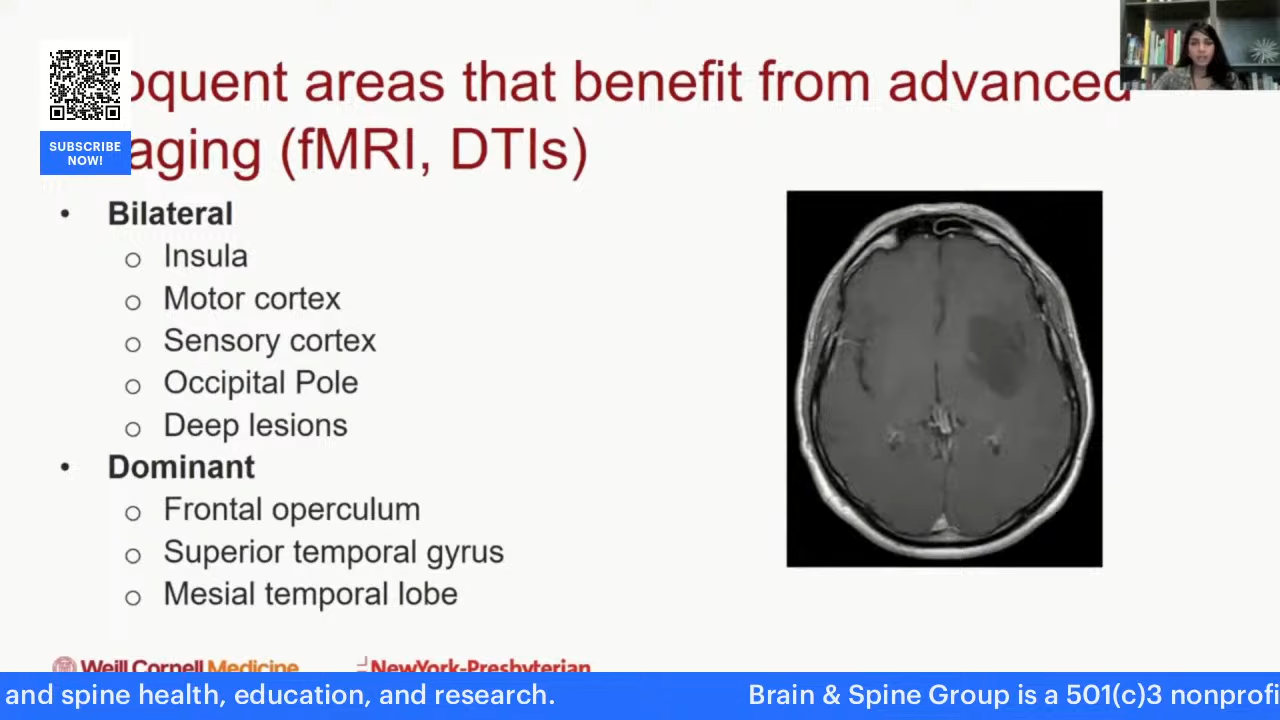 oquent areas that benefit from advanced
aging (fMRI, DTIs)
SUBSCRIBE
NOW!
• Bilateral
o Insula
o Motor cortex
o Sensory cortex
o Occipital Pole
o Deep lesions
• Dominant
o Frontal operculum
o Superior temporal gyrus
o Mesial temporal lobe
Weill Cornell Medicine
NewYork-Presbyterian
and spine health, education, and research. Brain & Spine Group is a 501(c)3 nonprofi